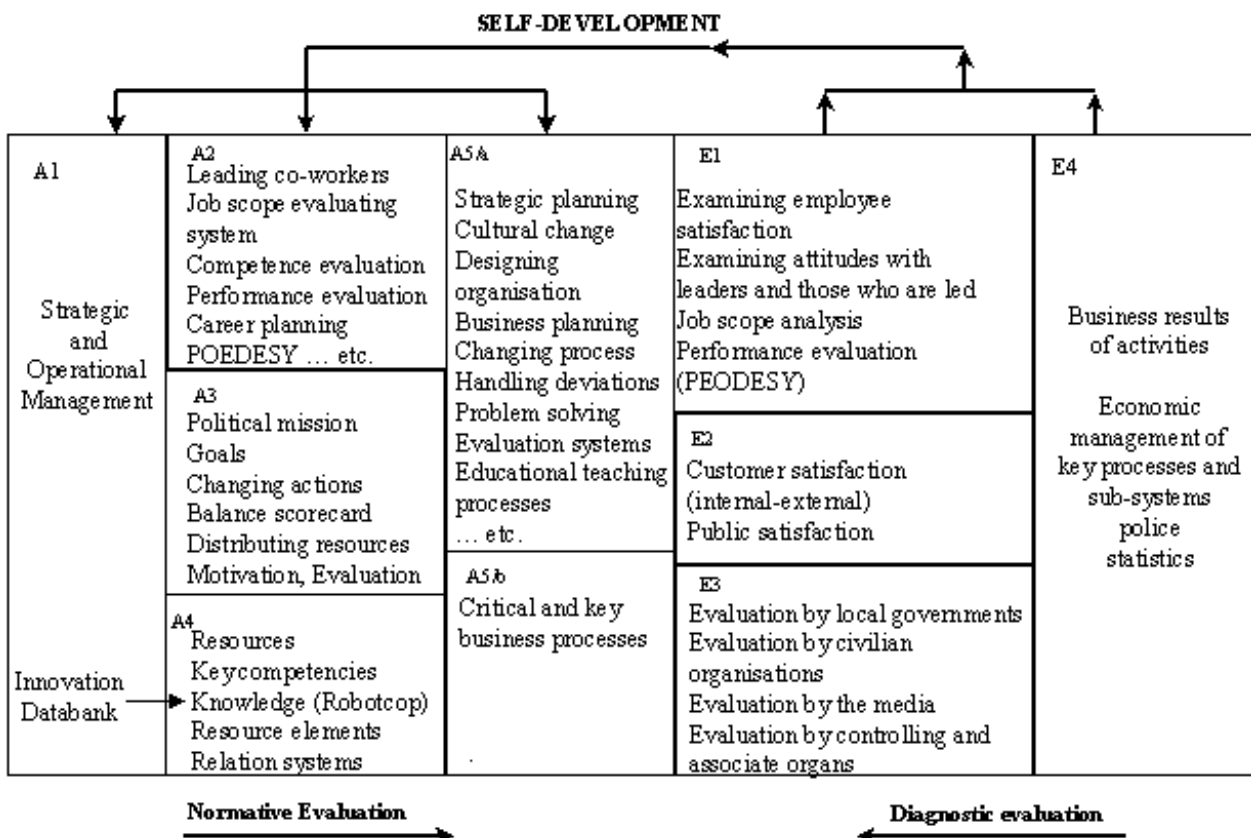 SELF-DEVELOPMENT
A1
Strategic
and
Operational
Management
Innovation
Databank
A2
Leading co-workers
Job scope evaluating
system
Competence evaluation
Performance evaluation
Career planning
POEDESY ... etc.
A3
Political mission
Goals
Changing actions
Balance scorecard
Distributing resources
Motivation, Evaluation
A4
Resources
Keycompetencies
Knowledge (Robotcop)
Resource elements
Relation systems
A5/a
Strategic planning
Cultural change
Designing
organisation
Business planning
Changing process
Handling deviations
Problem solving
Evaluation systems
Educational teaching
processes
... etc.
A5/b
Critical and key
business processes
.
E1
Examining employee
satisfaction
Examining attitudes with
leaders and those who are led
Job scope analysis
Performance evaluation
(PEODESY)
E2
Customer satisfaction
(internal-external)
Public satisfaction
E3
Evaluation by local governments
Evaluation by civilian
organisations
Evaluation by the media
Evaluation by controlling and
associate organs
E4
Business results
of activities
Economic
management of
key processes and
sub-systems
police
statistics
Normative Evaluation
Diagnostic evaluation